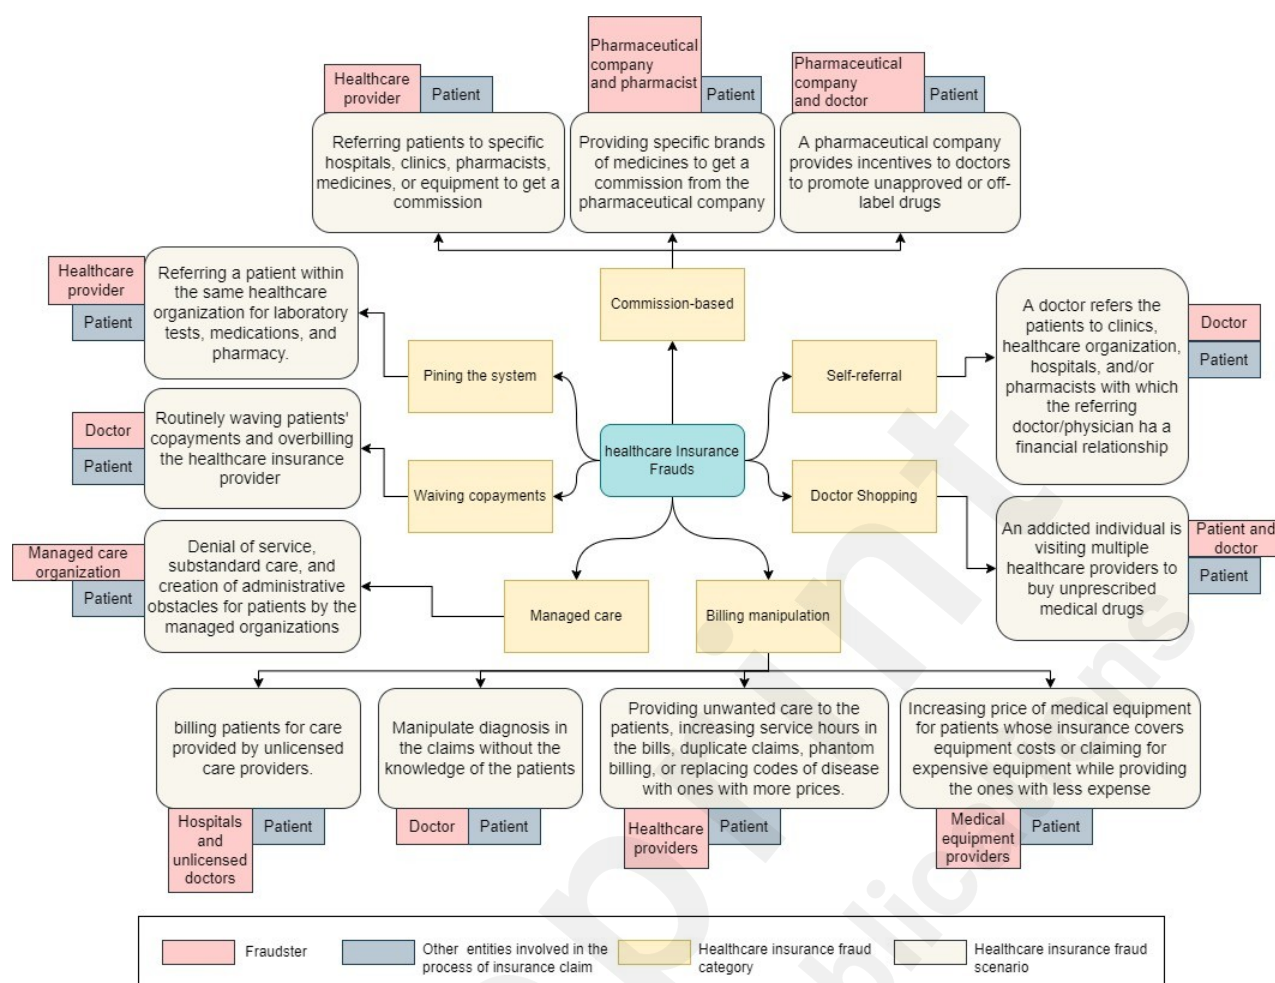 Pharmaceutical
company
and pharmacist
Patient
Pharmaceutical
company
and doctor
Patient
Healthcare
provider
Patient
Referring patients to specific
hospitals, clinics, pharmacists,
medicines, or equipment to get a
commission
Providing specific brands
of medicines to get a
commission from the
pharmaceutical company
A pharmaceutical company
provides incentives to doctors
to promote unapproved or off-
label drugs
Healthcare
provider
Patient
Referring a patient within
the same healthcare
organization for laboratory
tests, medications, and
pharmacy.
Commission-based
A doctor refers the
patients to clinics,
healthcare organization,
hospitals, and/or
pharmacists with which
the referring
doctor/physician ha a
financial relationship
Doctor
Patient
Pining the system
Self-referral
Doctor
Patient
Routinely waving patients'
copayments and overbilling
the healthcare insurance
provider
healthcare Insurance
Frauds
Waiving copayments
Doctor Shopping
An addicted individual is
visiting multiple
healthcare providers to
buy unprescribed
medical drugs
Patient and
doctor
Patient
Managed care
organization
Patient
Denial of service,
substandard care, and
creation of administrative
obstacles for patients by the
managed organizations
Managed care
Billing manipulation
billing patients for care
provided by unlicensed
care providers.
Manipulate diagnosis in
the claims without the
knowledge of the patients
Providing unwanted care to the
patients, increasing service hours in
the bills, duplicate claims, phantom
billing, or replacing codes of disease
with ones with more prices.
Increasing price of medical equipment
for patients whose insurance covers
equipment costs or claiming for
expensive equipment while providing
the ones with less expense
Hospitals
and
unlicensed
doctors
Patient
Doctor
Patient
Healthcare
providers
Patient
Medical
equipment
providers
Patient
Fraudster
Other entities involved in the
process of insurance claim
Healthcare insurance fraud
category
Healthcare insurance fraud
scenario